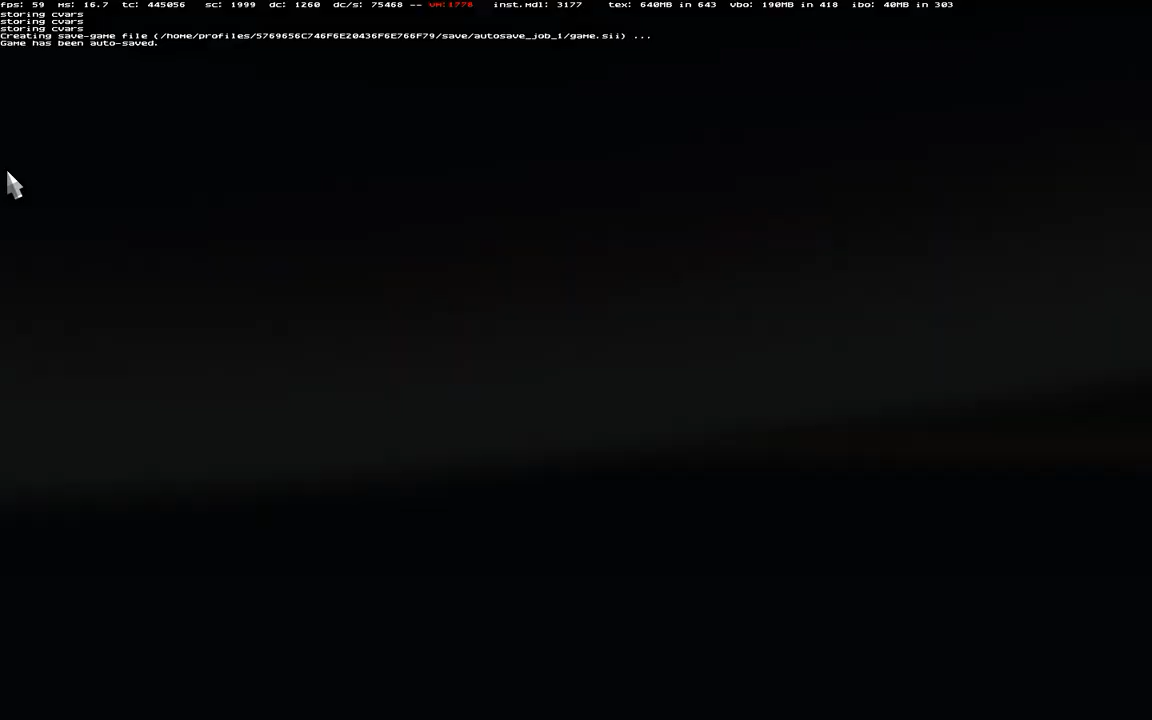 fps: 59 ms: 16.7 tc: 445056 sc: 1999 dc: 1260 dc/s: 75468 -- vm:1770 inst.mdl: 3177 tex: 640MB in 643 vbo: 190MB in 418 ibo: 40MB in 303
storing cvars
storing cvars
storing cvars
Creating save-game file (/home/profiles/5769656C746F6E20436F6E766F79/save/autosave_job_1/game.sii) ...
Game has been auto-saved.